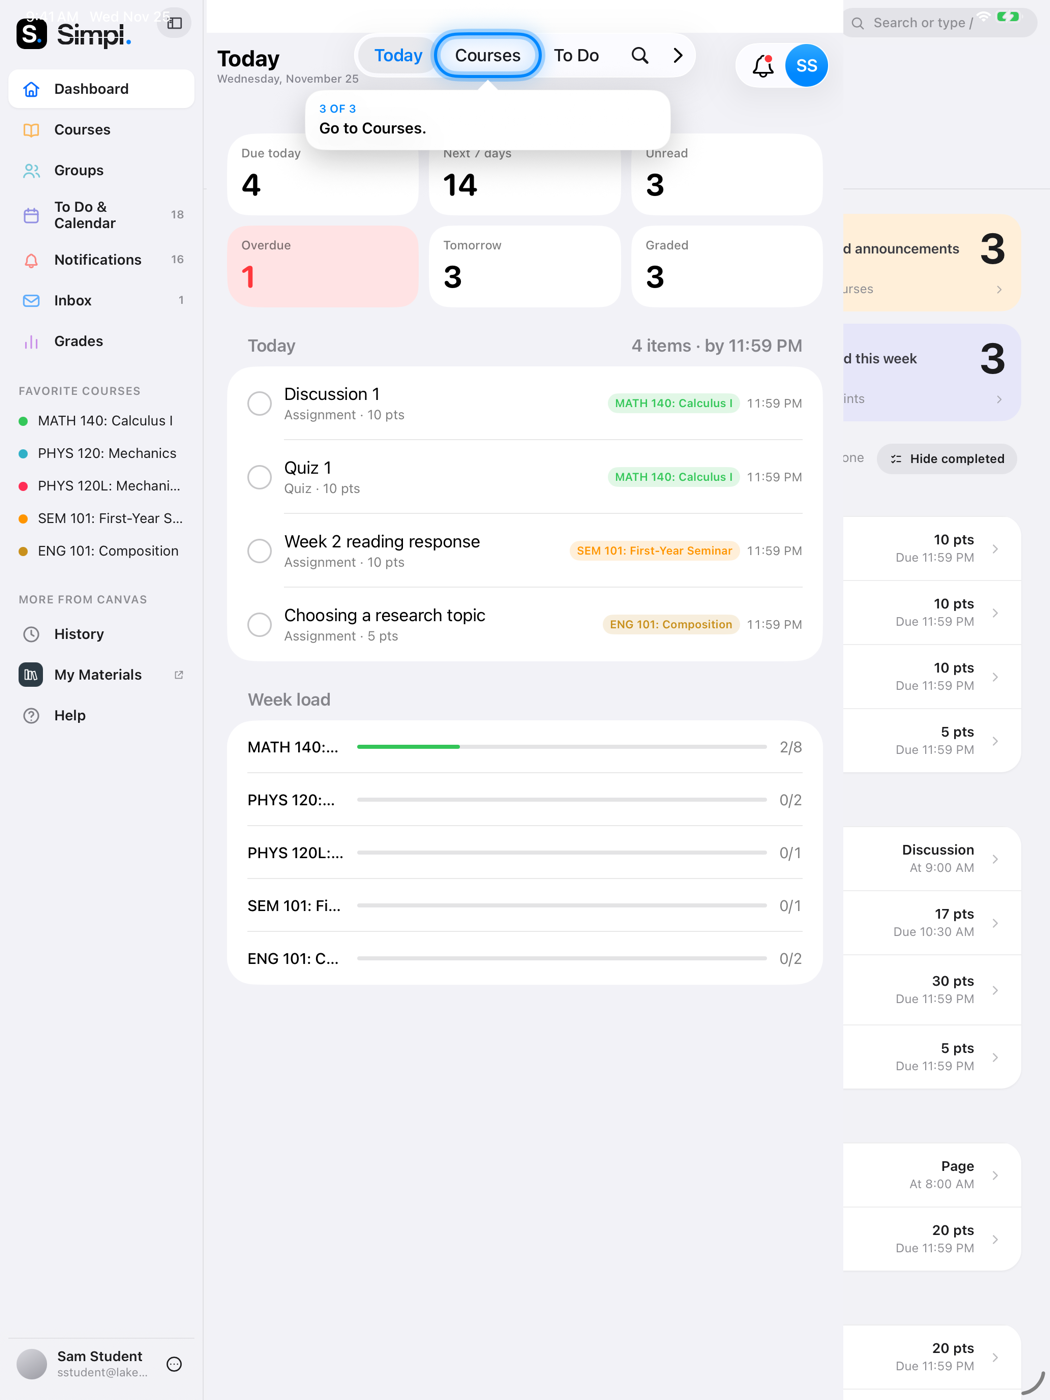 9:41 AM Wed Nov 25
S.
Simpl.
Dashboard
Courses
Groups
To Do &
Calendar
18
Notifications
16
Inbox
1
Grades
FAVORITE COURSES
MATH 140: Calculus I
PHYS 120: Mechanics
PHYS 120L: Mechani...
SEM 101: First-Year S...
ENG 101: Composition
MORE FROM CANVAS
History
My Materials
Help
Sam Student
sstudent@lake...
Today
Wednesday, November 25
Today
Courses
To Do
SS
3 OF 3
Go to Courses.
Due today
4
Next 7 days
14
Unread
3
Overdue
1
Tomorrow
3
Graded
3
Today
4 items · by 11:59 PM
Discussion 1
Assignment · 10 pts
MATH 140: Calculus I
11:59 PM
Quiz 1
Quiz · 10 pts
MATH 140: Calculus I
11:59 PM
Week 2 reading response
Assignment · 10 pts
SEM 101: First-Year Seminar
11:59 PM
Choosing a research topic
Assignment · 5 pts
ENG 101: Composition
11:59 PM
Week load
MATH 140:...
2/8
PHYS 120:...
0/2
PHYS 120L:...
0/1
SEM 101: Fi...
0/1
ENG 101: C...
0/2
Search or type /
d announcements
3
urses
d this week
3
ints
one
Hide completed
10 pts
Due 11:59 PM
10 pts
Due 11:59 PM
10 pts
Due 11:59 PM
5 pts
Due 11:59 PM
Discussion
At 9:00 AM
17 pts
Due 10:30 AM
30 pts
Due 11:59 PM
5 pts
Due 11:59 PM
Page
At 8:00 AM
20 pts
Due 11:59 PM
20 pts
Due 11:59 PM